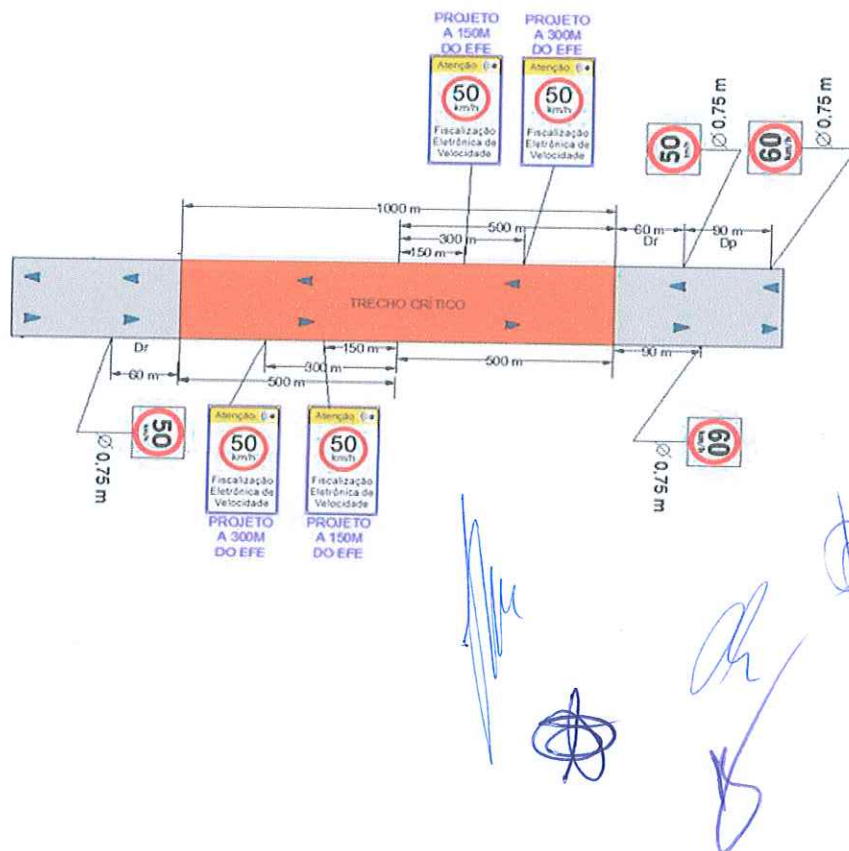 PROJETO
A 150M
DO EFE
PROJETO
A 300M
DO EFE
Atenção
50
km/h
Fiscalização
Eletrônica de
Velocidade
Atenção
50
km/h
Fiscalização
Eletrônica de
Velocidade
50
km/h
Ø 0,75 m
60
km/h
Ø 0,75 m
1000 m
500 m
60 m
90 m
300 m
Dr
Dp
150 m
TRECHO CRÍTICO
Dr
150 m
90 m
60 m
300 m
500 m
500 m
50
km/h
Ø 0,75 m
Atenção
50
km/h
Fiscalização
Eletrônica de
Velocidade
Atenção
50
km/h
Fiscalização
Eletrônica de
Velocidade
60
km/h
Ø 0,75 m
PROJETO
A 300M
DO EFE
PROJETO
A 150M
DO EFE